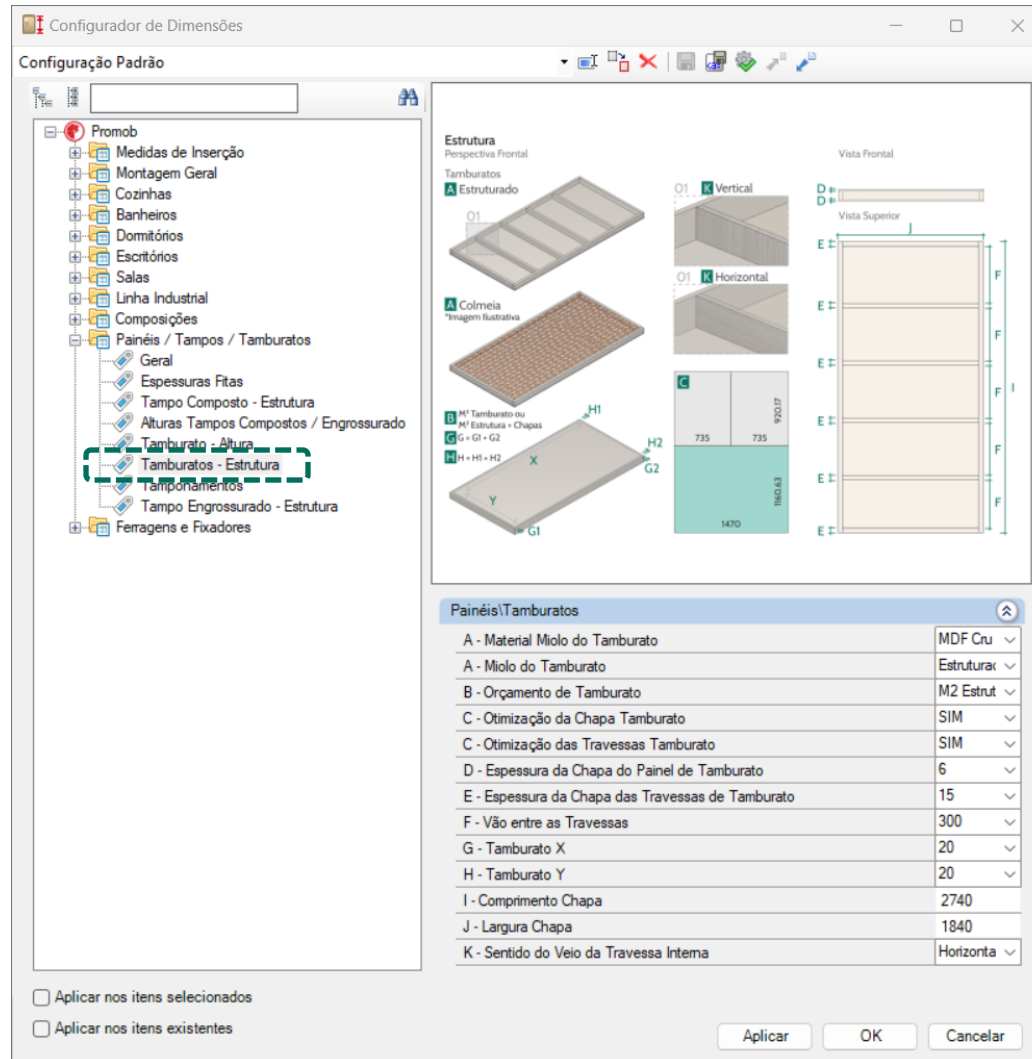 Configurador de Dimensões
Configuração Padrão
Promob
Medidas de Inserção
Montagem Geral
Cozinhas
Banheiros
Dormitórios
Escritórios
Salas
Linha Industrial
Composições
Painéis / Tampos / Tamburatos
Geral
Espessuras Fitas
Tampo Composto - Estrutura
Alturas Tampos Compostos / Engrossurado
Tamburato - Altura
Tamburatos - Estrutura
Tamponamentos
Tampo Engrossurado - Estrutura
Ferragens e Fixadores
Estrutura
Perspectiva Frontal
Tamburatos
A Estruturado
01
A Colmeia
*Imagem Ilustrativa
B M² Tamburato ou
M² Estrutura + Chapas
G G = G1 + G2
H H = H1 + H2
H1
X
H2
G2
Y
G1
01 K Vertical
01 K Horizontal
C
920.17
735 735
1160.63
1470
Vista Frontal
D
D
Vista Superior
J
E
F
E
F
E
F I
E
F
E
F
E
Painéis\Tamburatos
A - Material Miolo do Tamburato MDF Cru
A - Miolo do Tamburato Estruturac
B - Orçamento de Tamburato M2 Estrut
C - Otimização da Chapa Tamburato SIM
C - Otimização das Travessas Tamburato SIM
D - Espessura da Chapa do Painel de Tamburato 6
E - Espessura da Chapa das Travessas de Tamburato 15
F - Vão entre as Travessas 300
G - Tamburato X 20
H - Tamburato Y 20
I - Comprimento Chapa 2740
J - Largura Chapa 1840
K - Sentido do Veio da Travessa Interna Horizonta
Aplicar nos itens selecionados
Aplicar nos itens existentes
Aplicar OK Cancelar